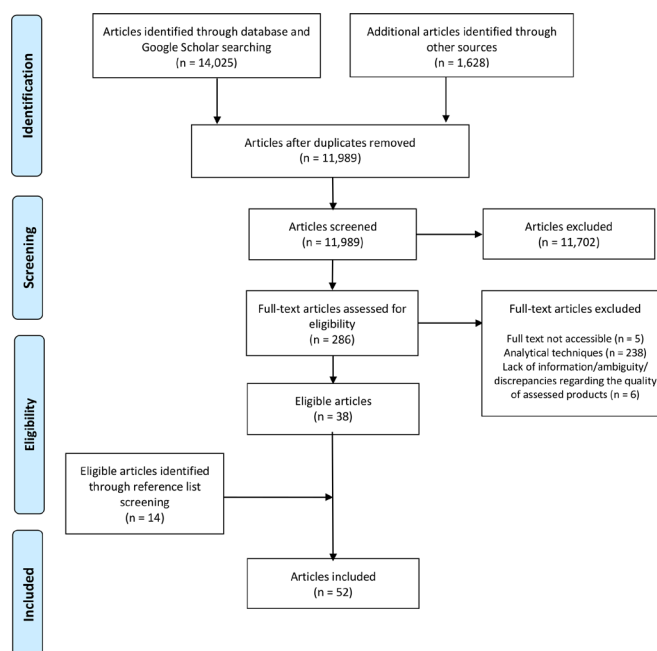 Identification
Articles identified through database and
Google Scholar searching
(n = 14,025)
Additional articles identified through
other sources
(n = 1,628)
Articles after duplicates removed
(n = 11,989)
Screening
Articles screened
(n = 11,989)
Articles excluded
(n = 11,702)
Full-text articles assessed for
eligibility
(n = 286)
Full-text articles excluded
Full text not accessible (n = 5)
Analytical techniques (n = 238)
Lack of information/ambiguity/
discrepancies regarding the quality
of assessed products (n = 6)
Eligibility
Eligible articles
(n = 38)
Eligible articles identified
through reference list
screening
(n = 14)
Included
Articles included
(n = 52)